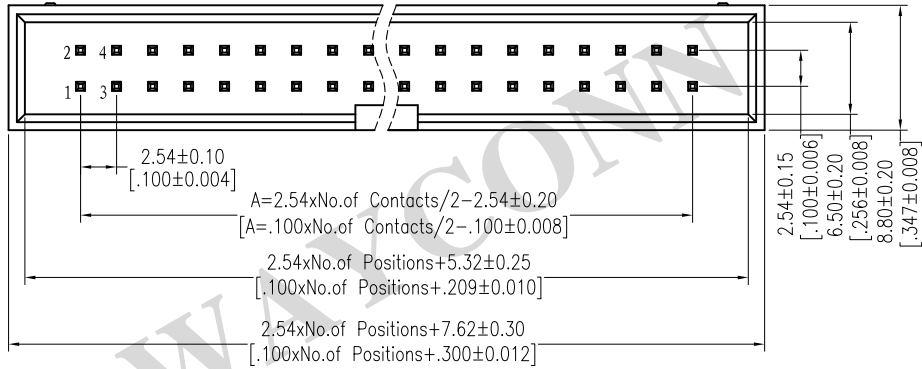 2 4
1 3
2.54±0.10
[.100±0.004]
A=2.54xNo.of Contacts/2-2.54±0.20
[A=.100xNo.of Contacts/2-.100±0.008]
2.54xNo.of Positions+5.32±0.25
[.100xNo.of Positions+.209±0.010]
2.54xNo.of Positions+7.62±0.30
[.100xNo.of Positions+.300±0.012]
2.54±0.15
[.100±0.006]
6.50±0.20
[.256±0.008]
8.80±0.20
[.347±0.008]
WAYCONN